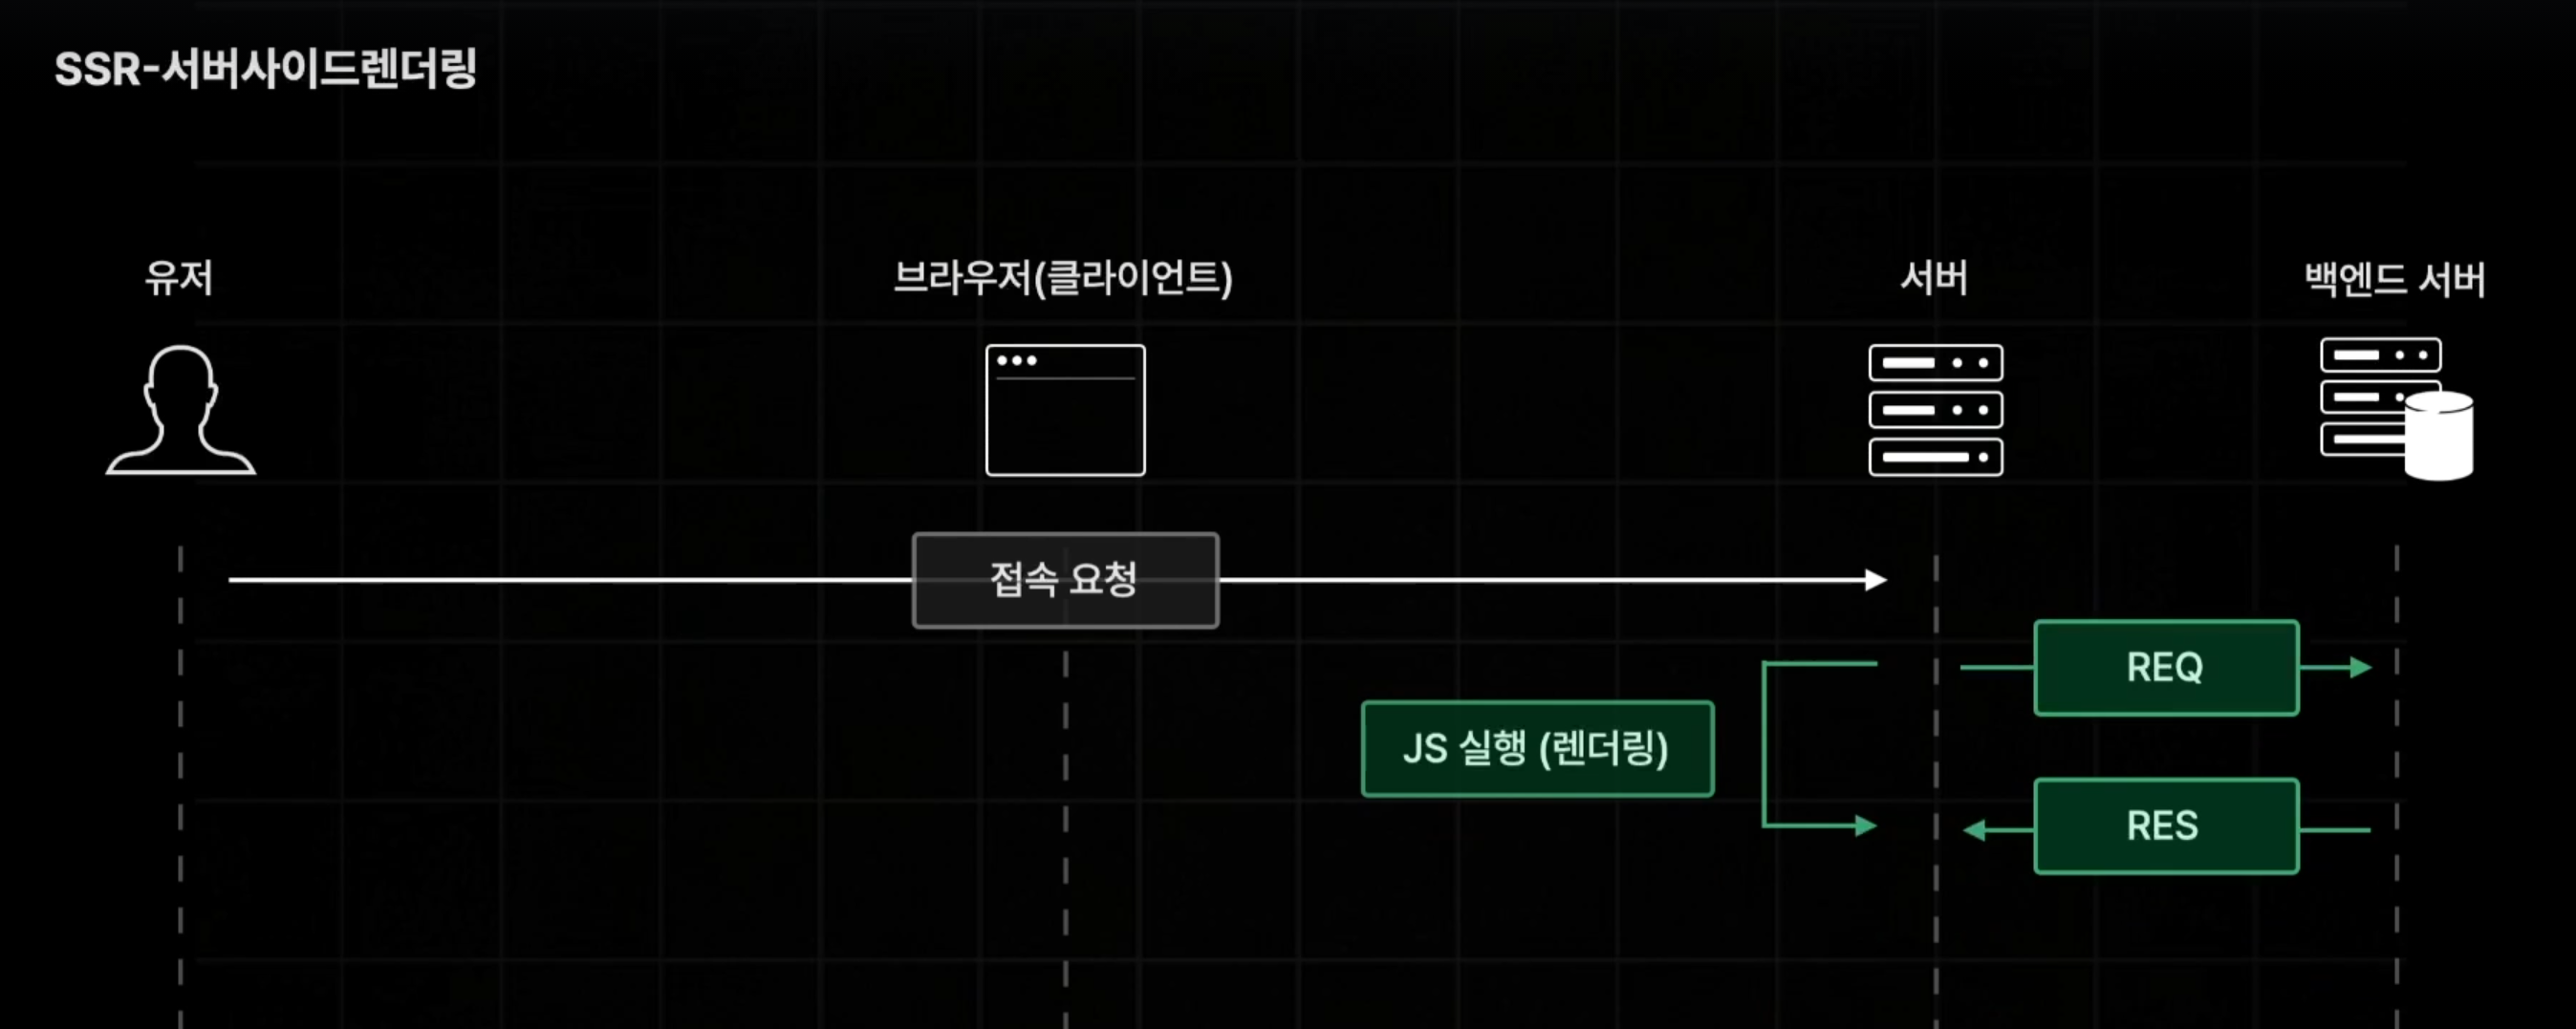 SSR-서버사이드렌더링
유저
브라우저(클라이언트)
서버
백엔드 서버
접속 요청
REQ
JS 실행 (렌더링)
RES